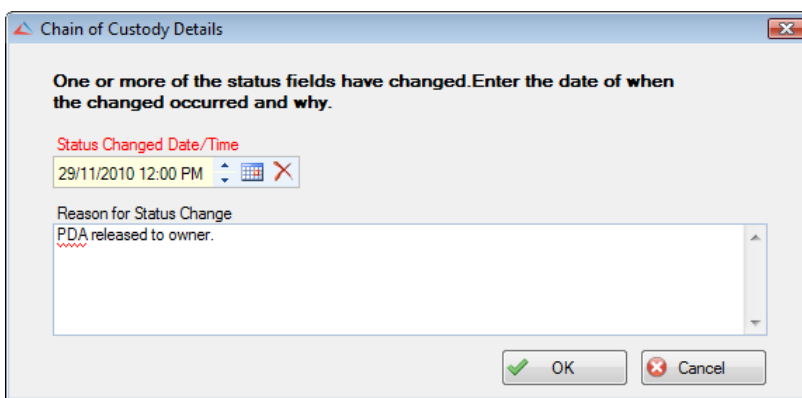 Chain of Custody Details
One or more of the status fields have changed.Enter the date of when
the changed occurred and why.
Status Changed Date/Time
29/11/2010 12:00 PM
Reason for Status Change
PDA released to owner.
OK
Cancel